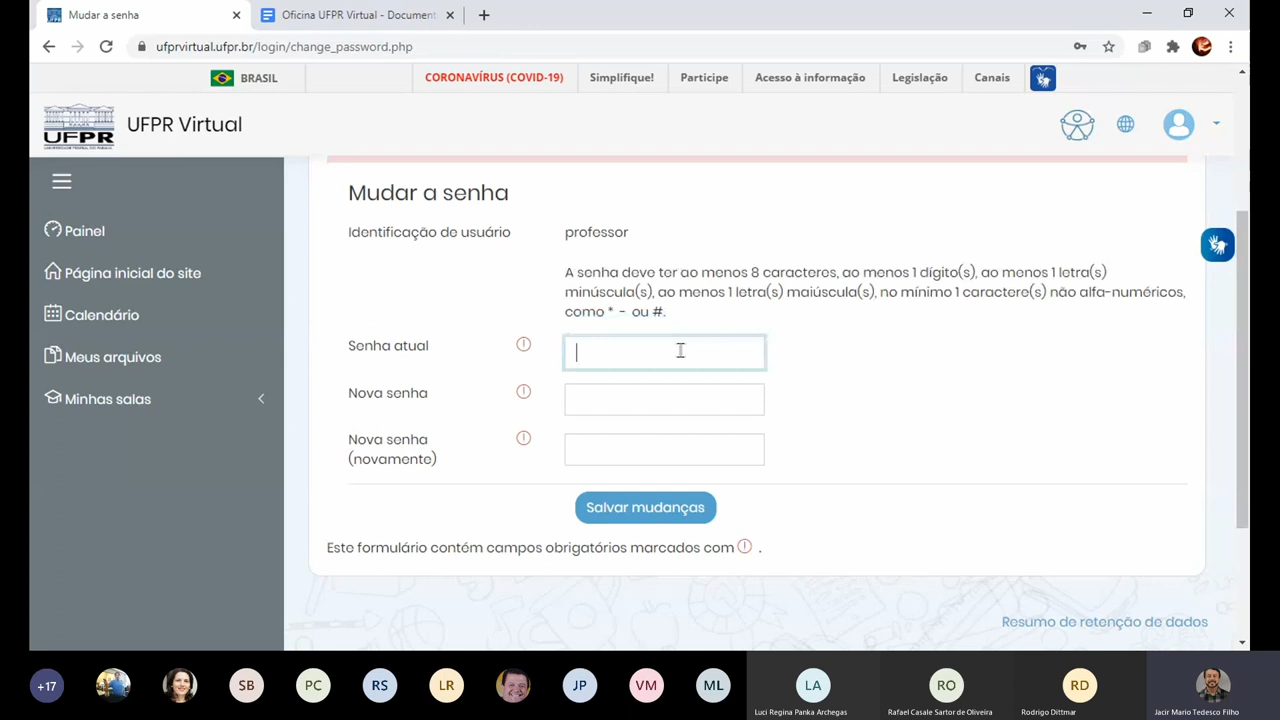 Mudar a senha
Oficina UFPR Virtual - Document
ufprvirtual.ufpr.br/login/change_password.php
BRASIL
CORONAVÍRUS (COVID-19)
Simplifique!
Participe
Acesso à informação
Legislação
Canais
UFPR
UFPR Virtual
Painel
Página inicial do site
Calendário
Meus arquivos
Minhas salas
Mudar a senha
Identificação de usuário
professor
A senha deve ter ao menos 8 caracteres, ao menos 1 dígito(s), ao menos 1 letra(s)
minúscula(s), ao menos 1 letra(s) maiúscula(s), no mínimo 1 caractere(s) não alfa-numéricos,
como * - ou #.
Senha atual
Nova senha
Nova senha
(novamente)
Salvar mudanças
Este formulário contém campos obrigatórios marcados com .
Resumo de retenção de dados
+17
SB
PC
RS
LR
JP
VM
ML
LA
RO
RD
Luci Regina Panka Archegas
Rafael Casale Sartor de Oliveira
Rodrigo Dittmar
Jacir Mario Tedesco Filho